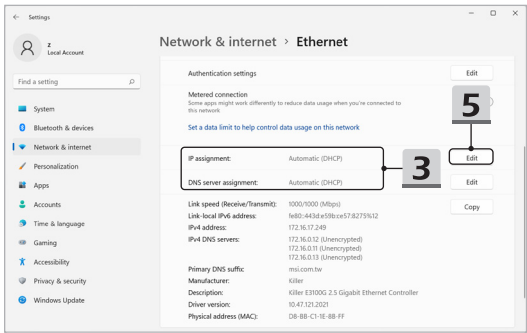 Settings
z
Local Account
Find a setting
System
Bluetooth & devices
Network & internet
Personalization
Apps
Accounts
Time & language
Gaming
Accessibility
Privacy & security
Windows Update
Network & internet > Ethernet
Authentication settings Edit
Metered connection
Some apps might work differently to reduce data usage when you're connected to
this network
5
Set a data limit to help control data usage on this network
IP assignment: Automatic (DHCP) Edit
3
DNS server assignment: Automatic (DHCP) Edit
Link speed (Receive/Transmit): 1000/1000 (Mbps) Copy
Link-local IPv6 address: fe80::443d:e59b:ce57:8275%12
IPv4 address: 172.16.17.249
IPv4 DNS servers: 172.16.0.12 (Unencrypted)
172.16.0.11 (Unencrypted)
172.16.0.13 (Unencrypted)
Primary DNS suffix: msi.com.tw
Manufacturer: Killer
Description: Killer E3100G 2.5 Gigabit Ethernet Controller
Driver version: 10.47.121.2021
Physical address (MAC): D8-BB-C1-1E-8B-FF